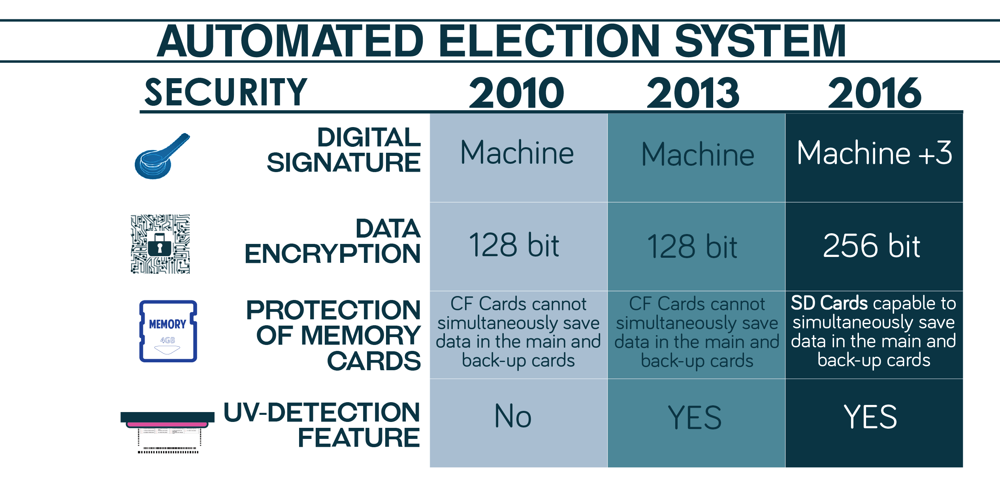 AUTOMATED ELECTION SYSTEM
SECURITY 2010 2013 2016
DIGITAL
SIGNATURE
Machine
Machine
Machine +3
DATA
ENCRYPTION
128 bit
128 bit
256 bit
MEMORY
4GB
PROTECTION
OF MEMORY
CARDS
CF Cards cannot
simultaneously save
data in the main and
back-up cards
CF Cards cannot
simultaneously save
data in the main and
back-up cards
SD Cards capable to
simultaneously save
data in the main and
back-up cards
UV-DETECTION
FEATURE
No
YES
YES